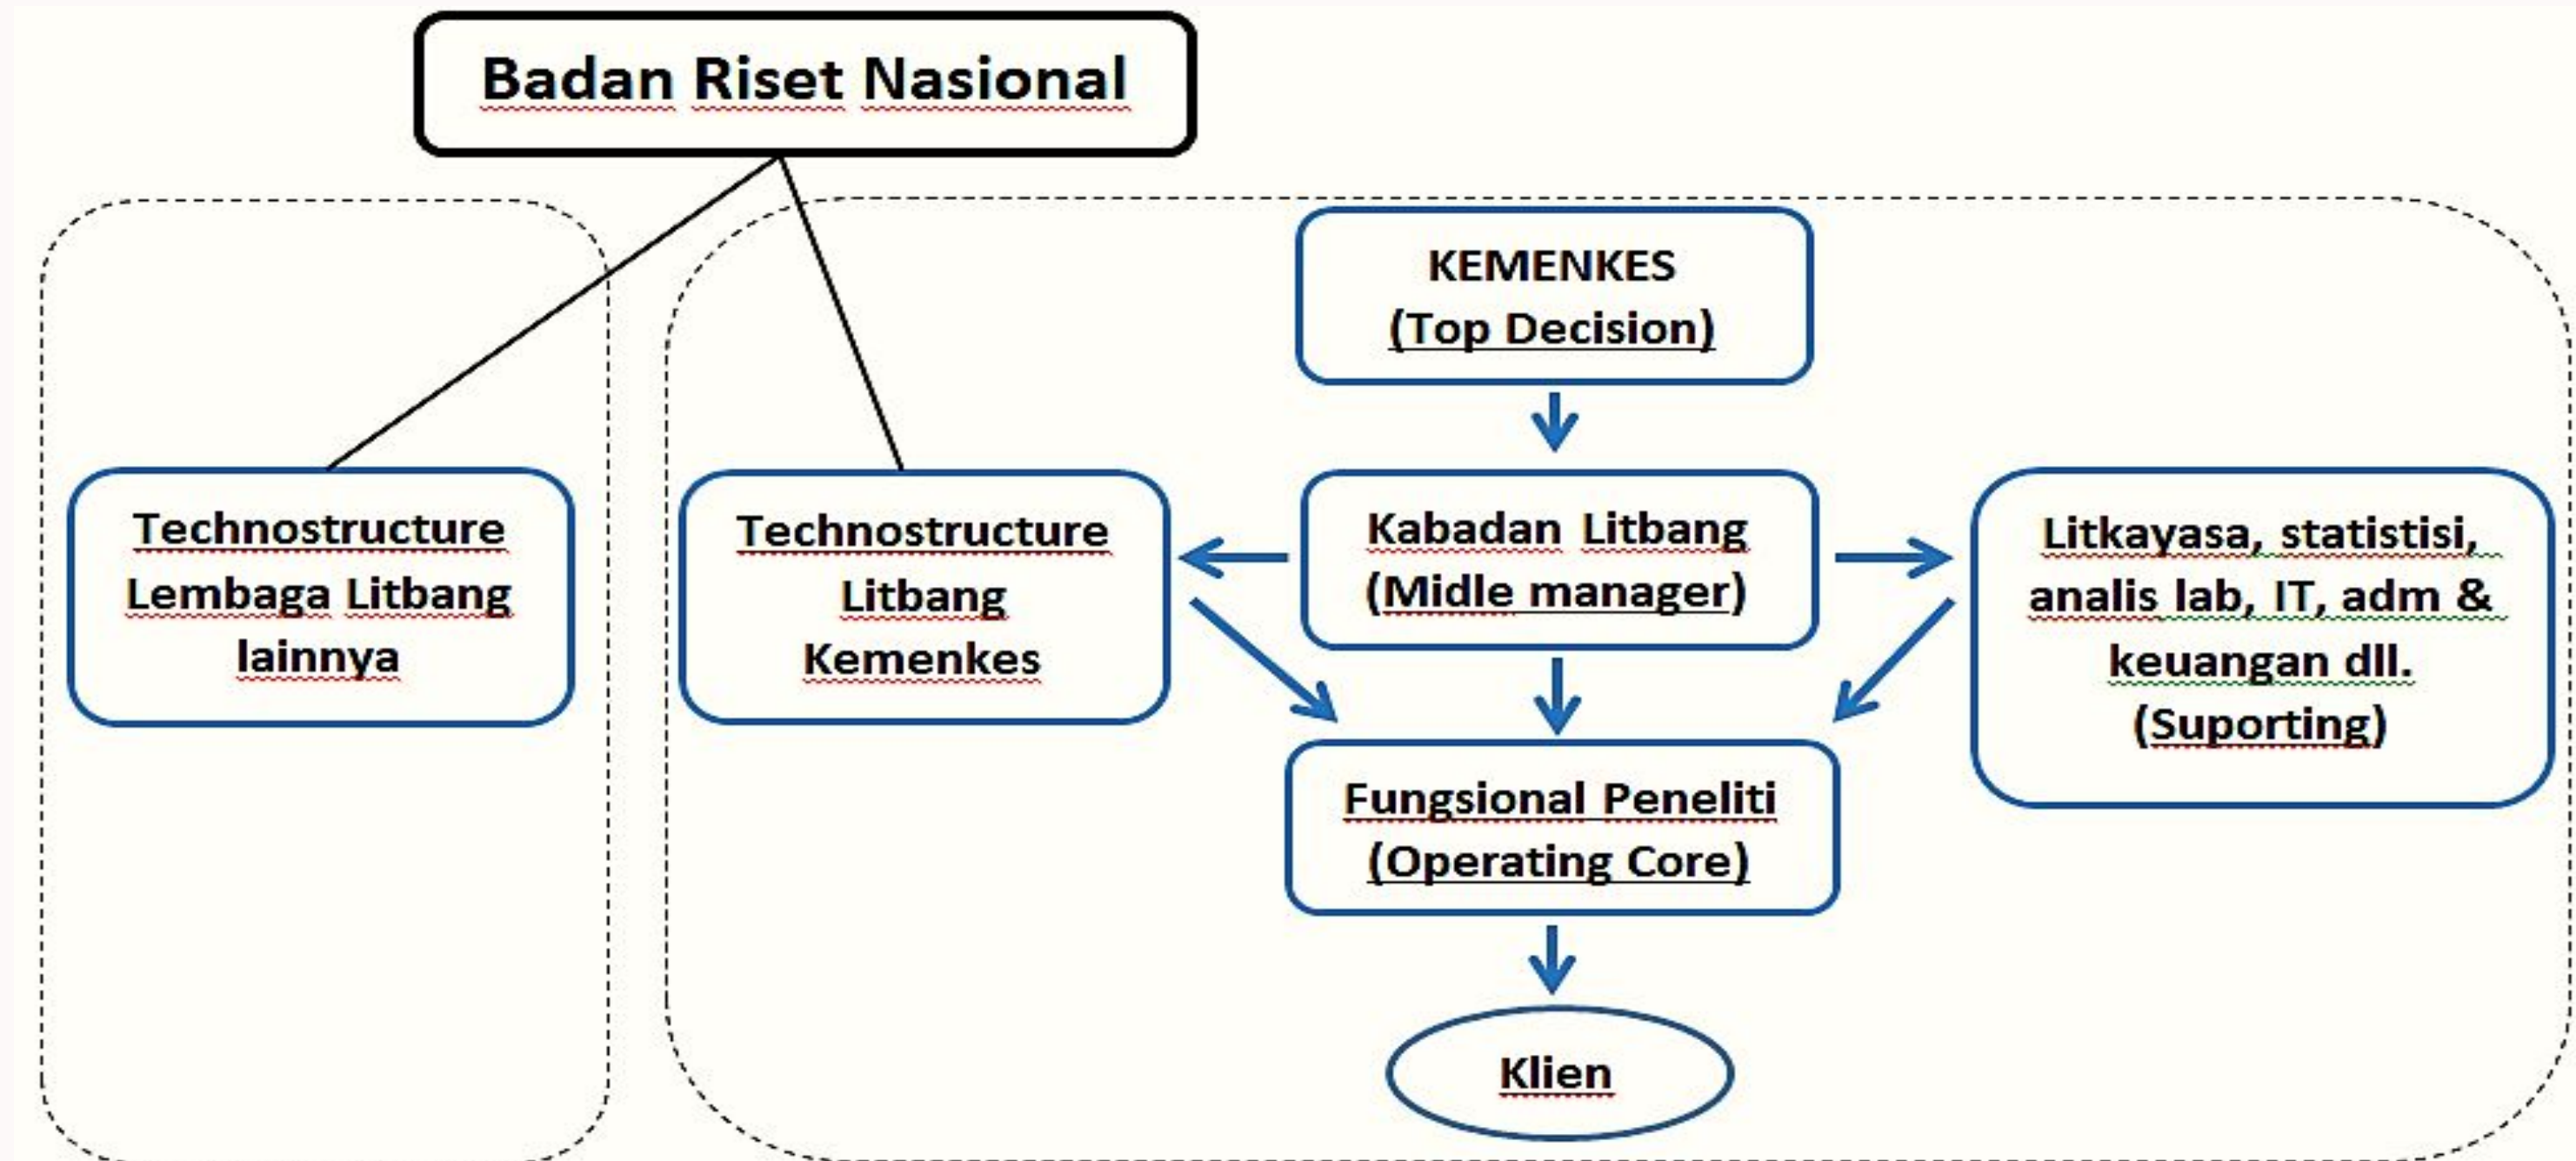 Badan Riset Nasional
KEMENKES
(Top Decision)
Technostructure
Lembaga Litbang
lainnya
Technostructure
Litbang
Kemenkes
Kabadan Litbang
(Midle manager)
Litkayasa, statistisi,
analis lab, IT, adm &
keuangan dll.
(Suporting)
Fungsional Peneliti
(Operating Core)
Klien